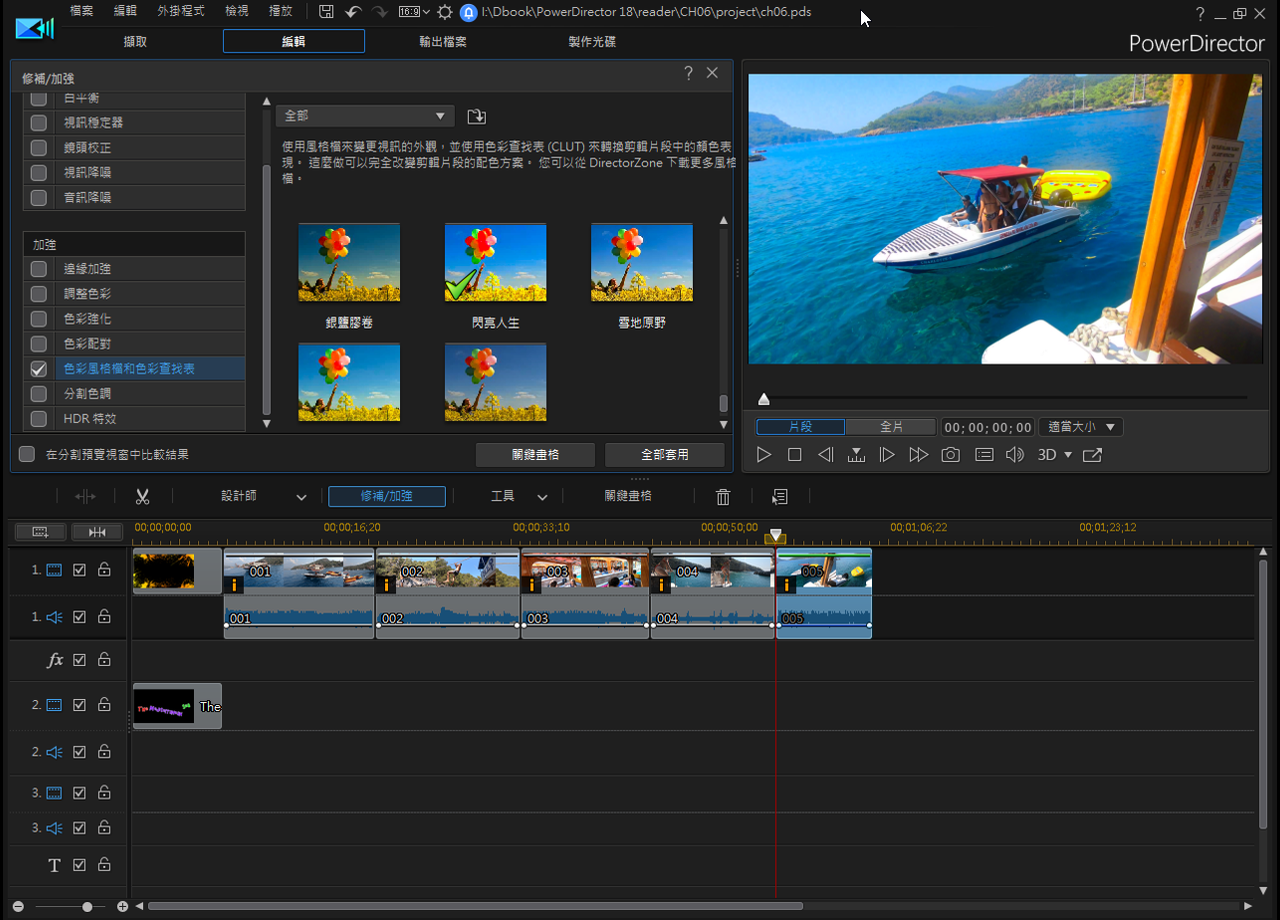 檔案 編輯 外掛程式 檢視 播放 16:9 I:\Dbook\PowerDirector 18\reader\CH06\project\ch06.pds ?
擷取 編輯 輸出檔案 製作光碟 PowerDirector
修補/加強 ?
白平衡
視訊穩定器
鏡頭校正
視訊降噪
音訊降噪
加強
邊緣加強
調整色彩
色彩強化
色彩配對
色彩風格檔和色彩查找表
分割色調
HDR 特效
全部
使用風格檔來變更視訊的外觀，並使用色彩查找表 (CLUT) 來轉換剪輯片段中的顏色表
現。 這麼做可以完全改變剪輯片段的配色方案。 您可以從 DirectorZone 下載更多風格
檔。
銀鹽膠卷 閃亮人生 雪地原野
在分割預覽視窗中比較結果 關鍵畫格 全部套用
片段 全片 00; 00; 00; 00 適當大小
3D
設計師 修補/加強 工具 關鍵畫格
00;00;00;00 00;00;16;20 00;00;33;10 00;00;50;00 00;01;06;22 00;01;23;12
1. 001 002 003 004 005
1. 001 002 003 004 005
fx
2. The
2.
3.
3.
T